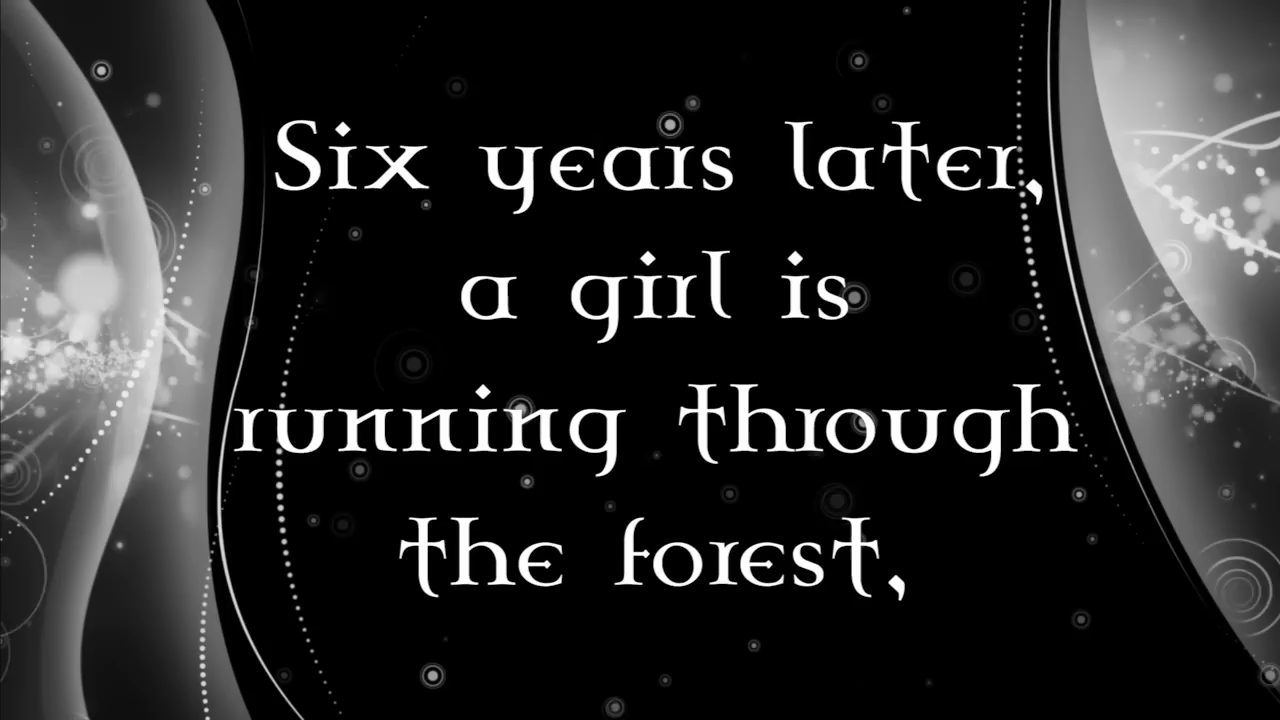 Six years later,
a girl is
running through
the forest,